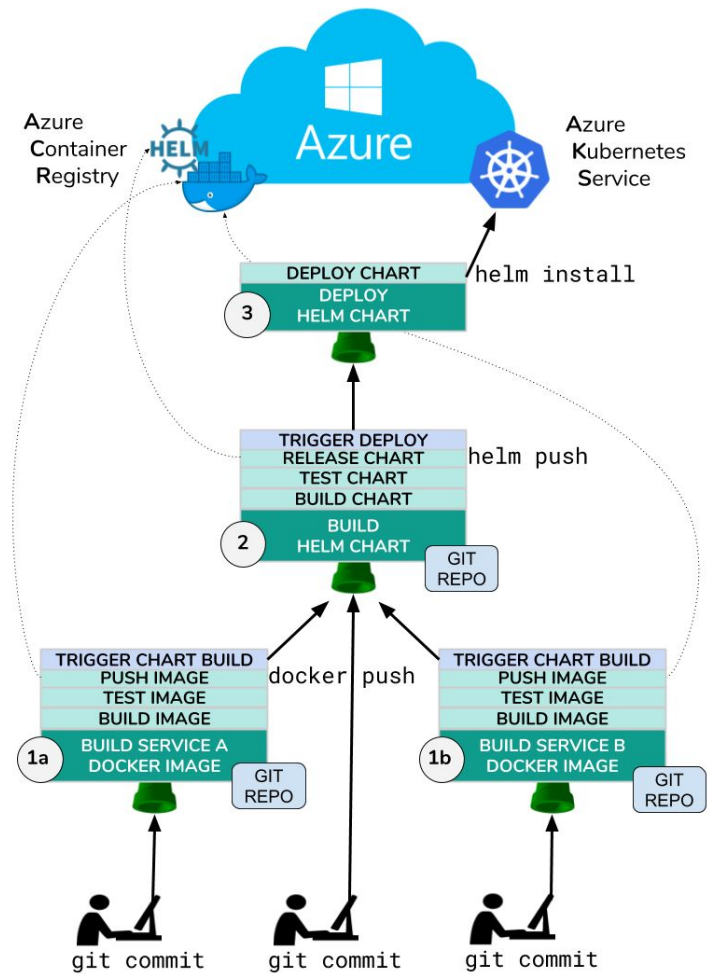 Azure
Container
Registry
HELM
Azure
Azure
Kubernetes
Service
DEPLOY CHART
helm install
DEPLOY
HELM CHART
3
TRIGGER DEPLOY
RELEASE CHART
helm push
TEST CHART
BUILD CHART
BUILD
HELM CHART
2
GIT
REPO
TRIGGER CHART BUILD
PUSH IMAGE
docker push
TEST IMAGE
BUILD IMAGE
BUILD SERVICE A
DOCKER IMAGE
1a
GIT
REPO
TRIGGER CHART BUILD
PUSH IMAGE
TEST IMAGE
BUILD IMAGE
BUILD SERVICE B
DOCKER IMAGE
1b
GIT
REPO
git commit
git commit
git commit